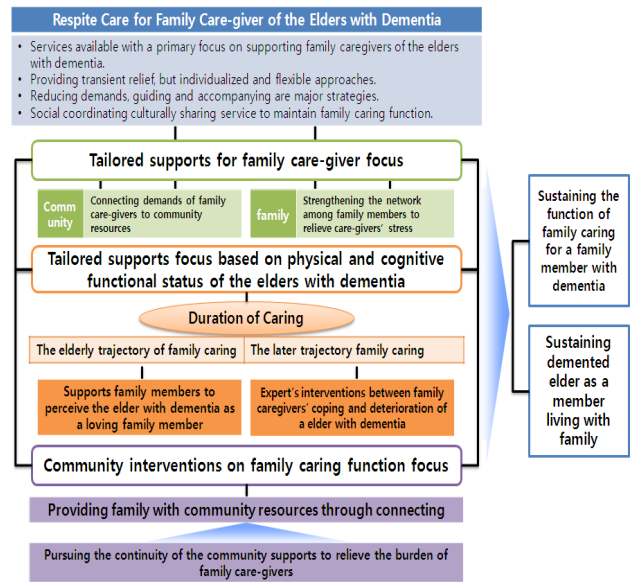 Respite Care for Family Care-giver of the Elders with Dementia
• Services available with a primary focus on supporting family caregivers of the elders
with dementia.
• Providing transient relief, but individualized and flexible approaches.
• Reducing demands, guiding and accompanying are major strategies.
• Social coordinating culturally sharing service to maintain family caring function.
Tailored supports for family care-giver focus
Comm
unity
Connecting demands of family
care-givers to community
resources
family
Strengthening the network
among family members to
relieve care-givers' stress
Tailored supports focus based on physical and cognitive
functional status of the elders with dementia
Duration of Caring
The elderly trajectory of family caring
The later trajectory family caring
Supports family members to
perceive the elder with dementia as
a loving family member
Expert's interventions between family
caregivers' coping and deterioration of
a elder with dementia
Community interventions on family caring function focus
Providing family with community resources through connecting
Pursuing the continuity of the community supports to relieve the burden of
family care-givers
Sustaining the
function of
family caring
for a family
member with
dementia
Sustaining
demented
elder as a
member
living with
family